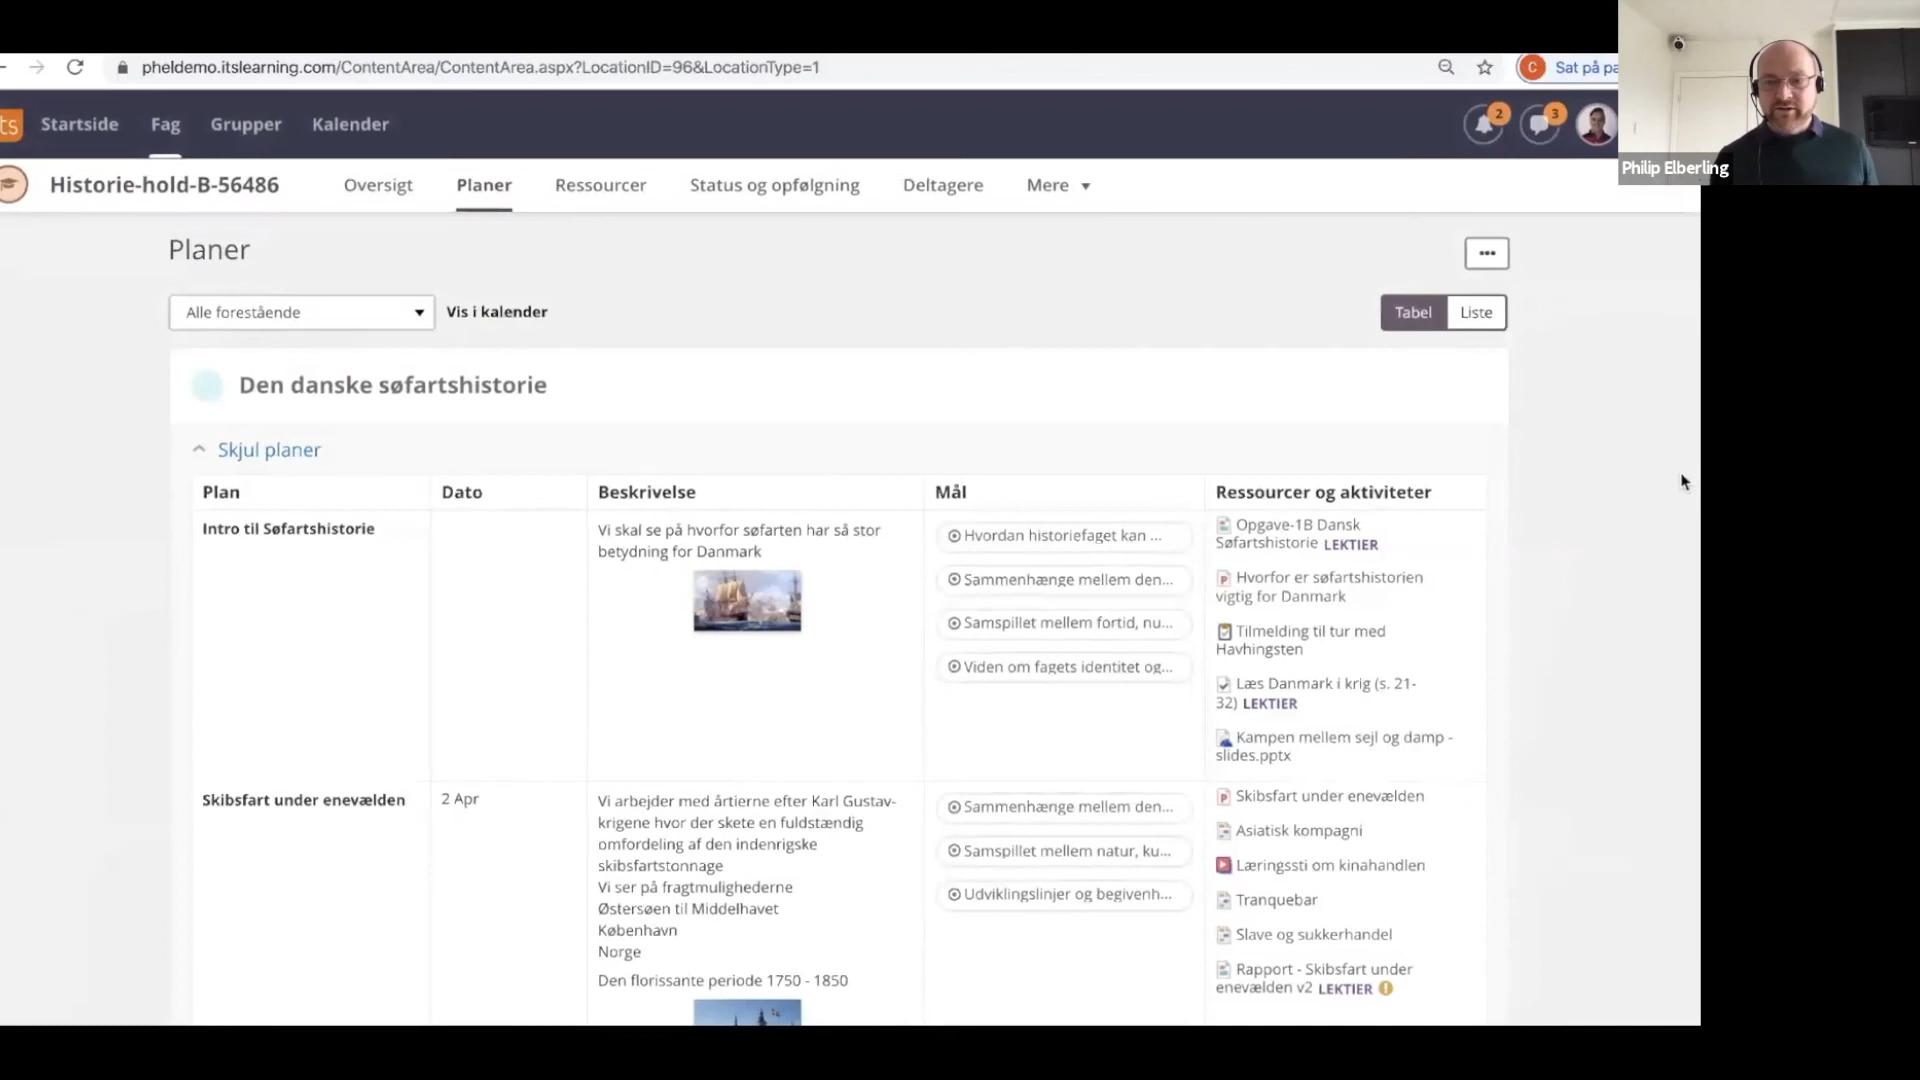 pheldemo.itslearning.com/ContentArea/ContentArea.aspx?LocationID=96&LocationType=1
C
Sat på pa
ts
Startside
Fag
Grupper
Kalender
2
3
Philip Elberling
Historie-hold-B-56486
Oversigt
Planer
Ressourcer
Status og opfølgning
Deltagere
Mere
Planer
Alle forestående
Vis i kalender
Tabel
Liste
Den danske søfartshistorie
Skjul planer
Plan
Dato
Beskrivelse
Mål
Ressourcer og aktiviteter
Intro til Søfartshistorie
Vi skal se på hvorfor søfarten har så stor
betydning for Danmark
Hvordan historiefaget kan ...
Sammenhænge mellem den...
Samspillet mellem fortid, nu...
Viden om fagets identitet og...
Opgave-1B Dansk
Søfartshistorie LEKTIER
Hvorfor er søfartshistorien
vigtig for Danmark
Tilmelding til tur med
Havhingsten
Læs Danmark i krig (s. 21-
32) LEKTIER
Kampen mellem sejl og damp -
slides.pptx
Skibsfart under enevælden
2 Apr
Vi arbejder med årtierne efter Karl Gustav-
krigene hvor der skete en fuldstændig
omfordeling af den indenrigske
skibsfartstonnage
Vi ser på fragtmulighederne
Østersøen til Middelhavet
København
Norge
Den florissante periode 1750 - 1850
Sammenhænge mellem den...
Samspillet mellem natur, ku...
Udviklingslinjer og begivenh...
Skibsfart under enevælden
Asiatisk kompagni
Læringssti om kinahandlen
Tranquebar
Slave og sukkerhandel
Rapport - Skibsfart under
enevælden v2 LEKTIER